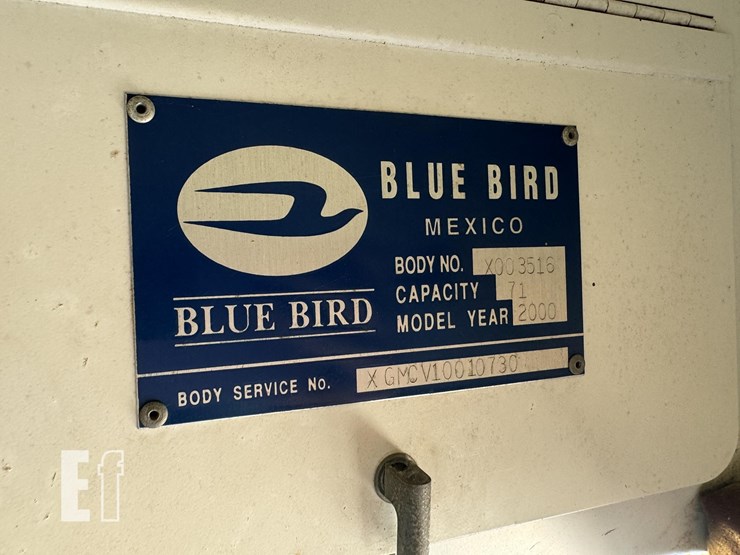 BLUE BIRD
MEXICO
BODY NO. X003516
CAPACITY 71
MODEL YEAR 2000
BLUE BIRD
BODY SERVICE No. XGMCV10010730
Ef